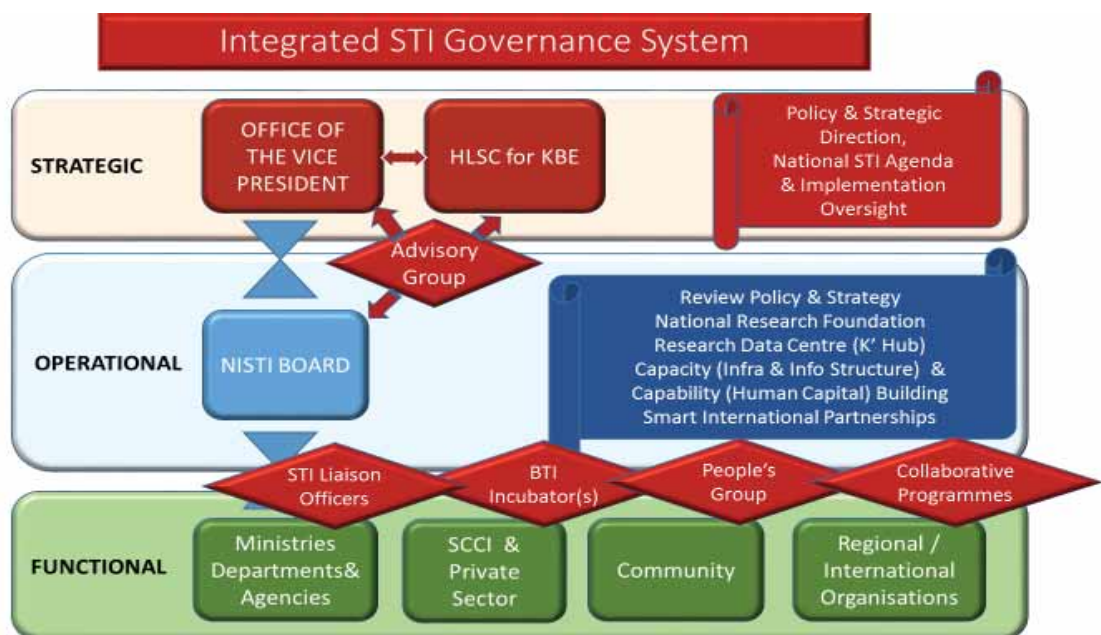 Integrated STI Governance System
STRATEGIC
OFFICE OF
THE VICE
PRESIDENT
HLSC for KBE
Policy & Strategic
Direction,
National STI Agenda
& Implementation
Oversight
Advisory
Group
OPERATIONAL
NISTI BOARD
Review Policy & Strategy
National Research Foundation
Research Data Centre (K' Hub)
Capacity (Infra & Info Structure) &
Capability (Human Capital) Building
Smart International Partnerships
STI Liaison
Officers
BTI
Incubator(s)
People's
Group
Collaborative
Programmes
FUNCTIONAL
Ministries
Departments&
Agencies
SCCI &
Private
Sector
Community
Regional /
International
Organisations